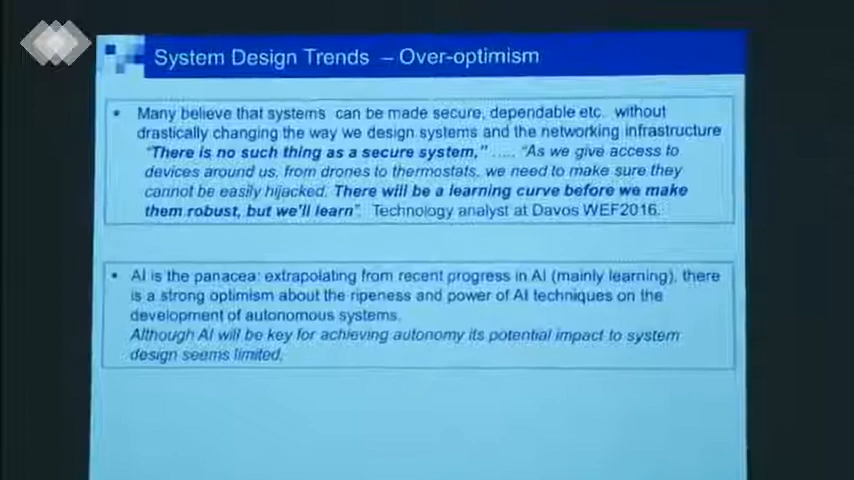 System Design Trends – Over-optimism
• Many believe that systems can be made secure, dependable etc. without
drastically changing the way we design systems and the networking infrastructure
"There is no such thing as a secure system," ..... "As we give access to
devices around us, from drones to thermostats, we need to make sure they
cannot be easily hijacked. There will be a learning curve before we make
them robust, but we'll learn". Technology analyst at Davos WEF2016.
• AI is the panacea: extrapolating from recent progress in AI (mainly learning), there
is a strong optimism about the ripeness and power of AI techniques on the
development of autonomous systems.
Although AI will be key for achieving autonomy its potential impact to system
design seems limited.